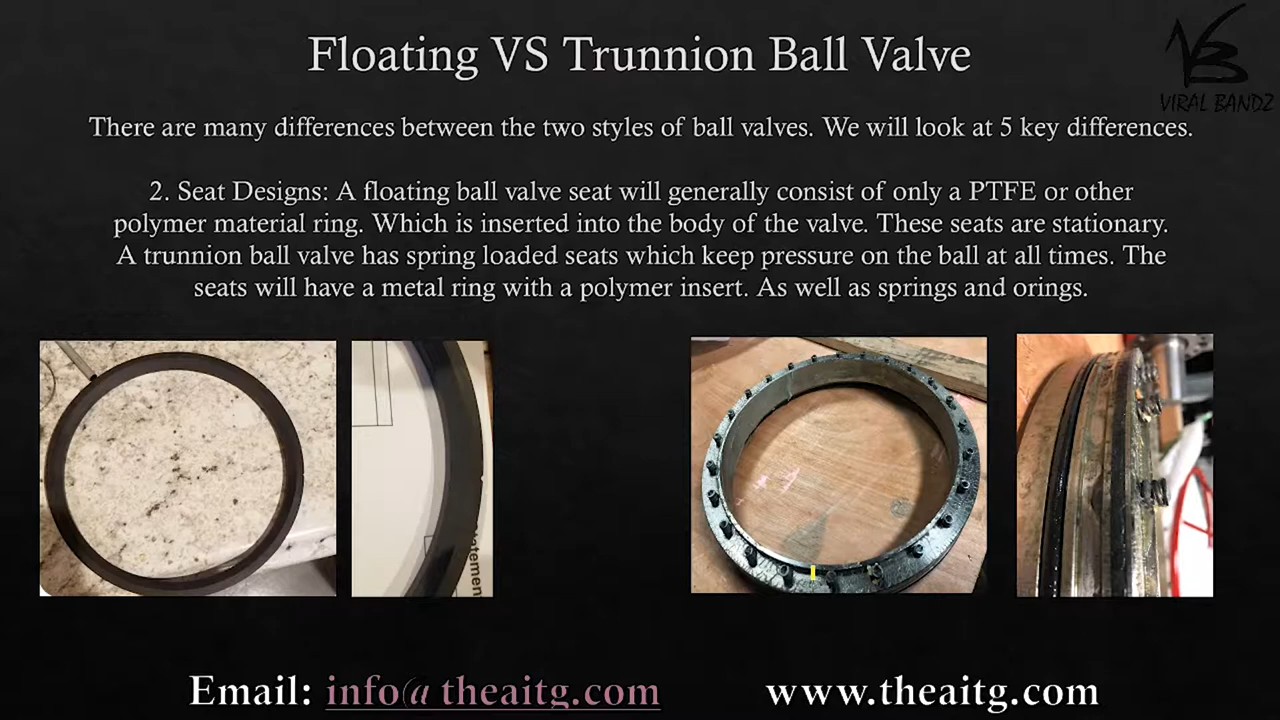 Floating VS Trunnion Ball Valve
VIRAL BANDZ
There are many differences between the two styles of ball valves. We will look at 5 key differences.
2. Seat Designs: A floating ball valve seat will generally consist of only a PTFE or other
polymer material ring. Which is inserted into the body of the valve. These seats are stationary.
A trunnion ball valve has spring loaded seats which keep pressure on the ball at all times. The
seats will have a metal ring with a polymer insert. As well as springs and orings.
Email: info@theaitg.com
www.theaitg.com